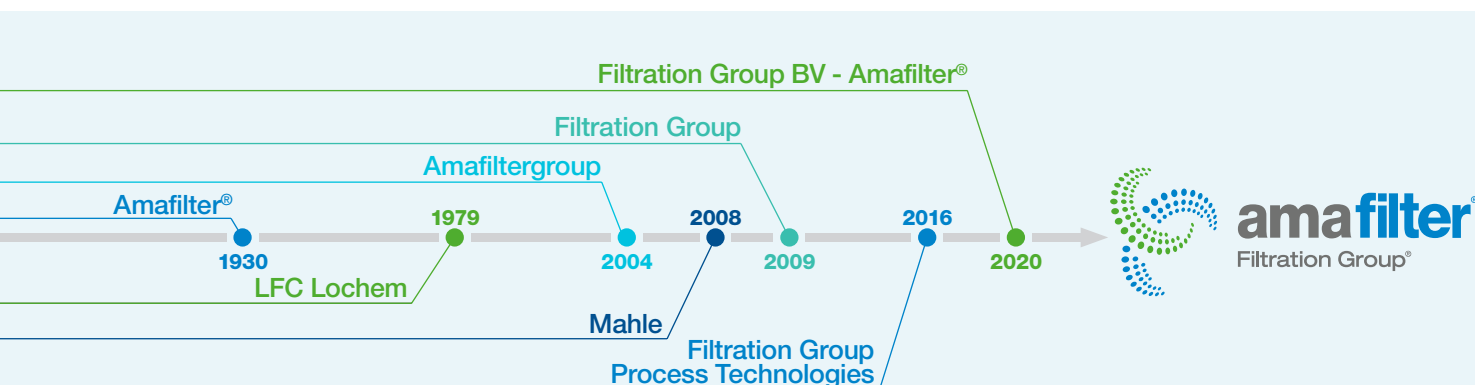 Filtration Group BV - Amafilter®
Filtration Group
Amafiltergroup
Amafilter®
1979
2008
2016
1930
2004
2009
2020
LFC Lochem
Mahle
Filtration Group
Process Technologies
amafilter®
Filtration Group®